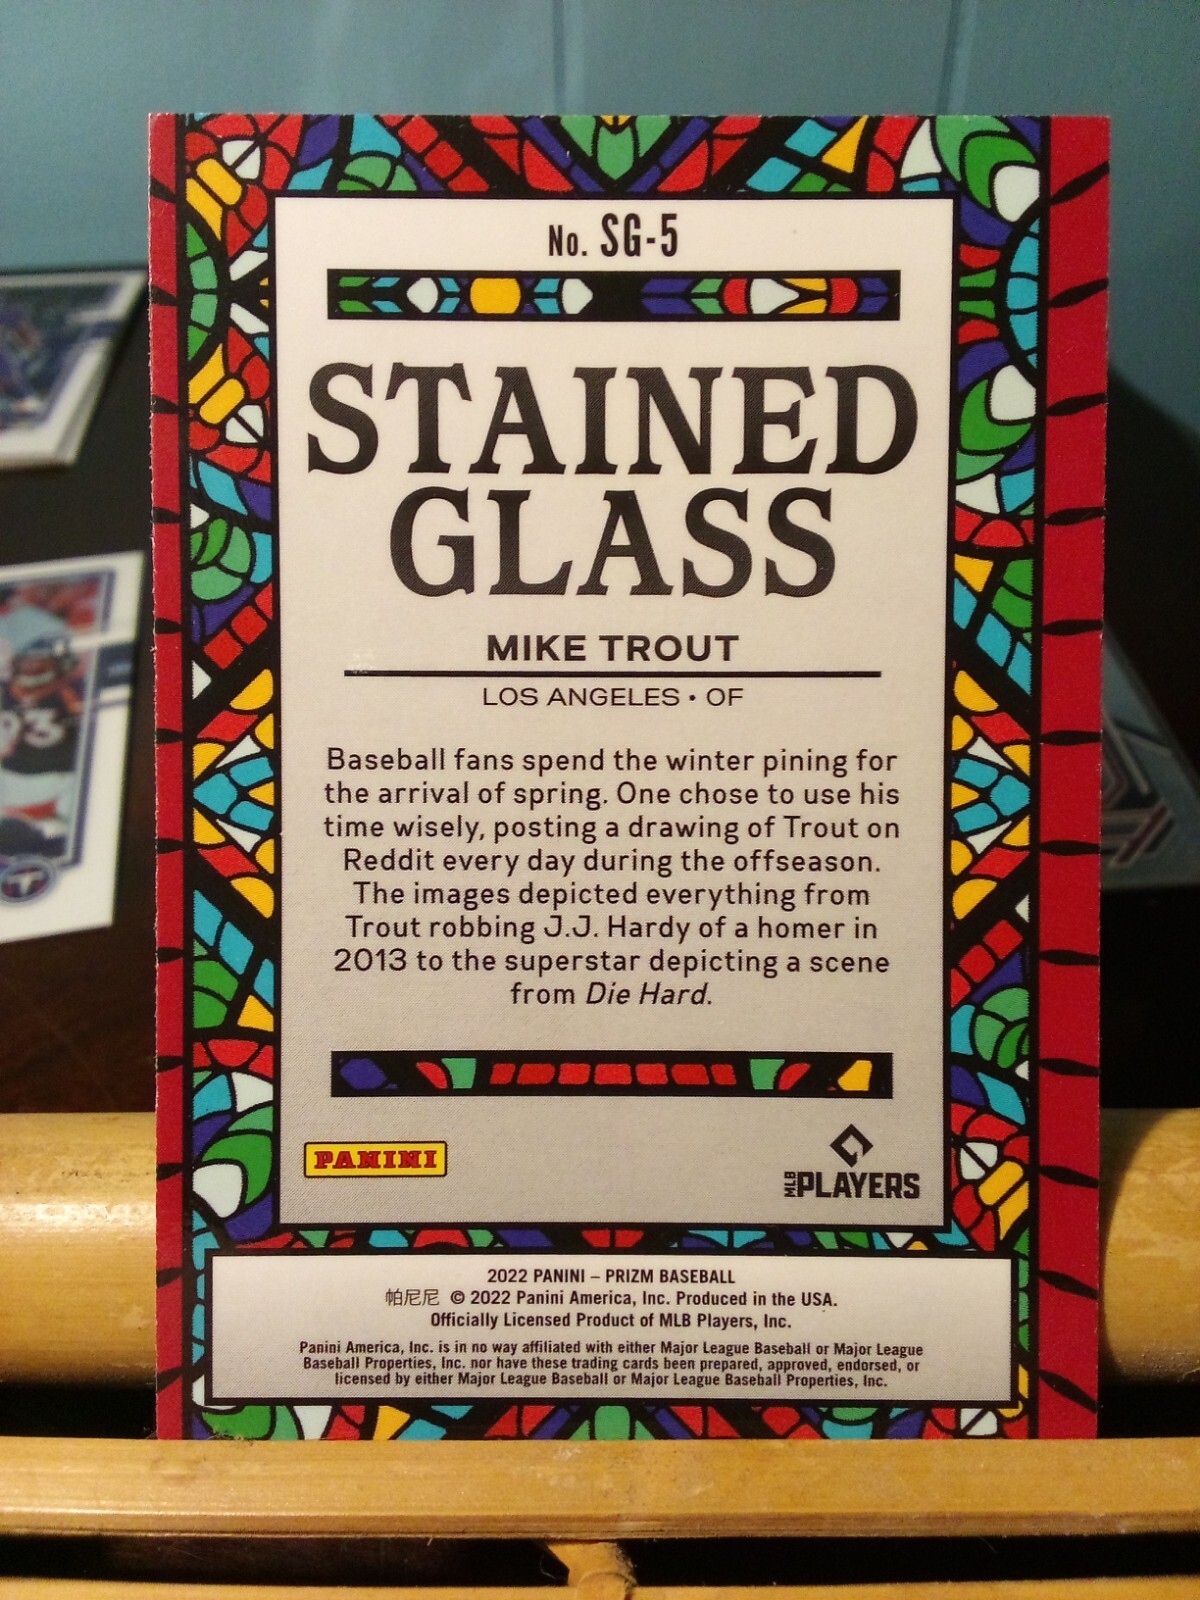 No. SG-5
STAINED
GLASS
MIKE TROUT
LOS ANGELES • OF
Baseball fans spend the winter pining for
the arrival of spring. One chose to use his
time wisely, posting a drawing of Trout on
Reddit every day during the offseason.
The images depicted everything from
Trout robbing J.J. Hardy of a homer in
2013 to the superstar depicting a scene
from Die Hard.
PANINI
MLB PLAYERS
2022 PANINI – PRIZM BASEBALL
帕尼尼 © 2022 Panini America, Inc. Produced in the USA.
Officially Licensed Product of MLB Players, Inc.
Panini America, Inc. is in no way affiliated with either Major League Baseball or Major League
Baseball Properties, Inc. nor have these trading cards been prepared, approved, endorsed, or
licensed by either Major League Baseball or Major League Baseball Properties, Inc.
93